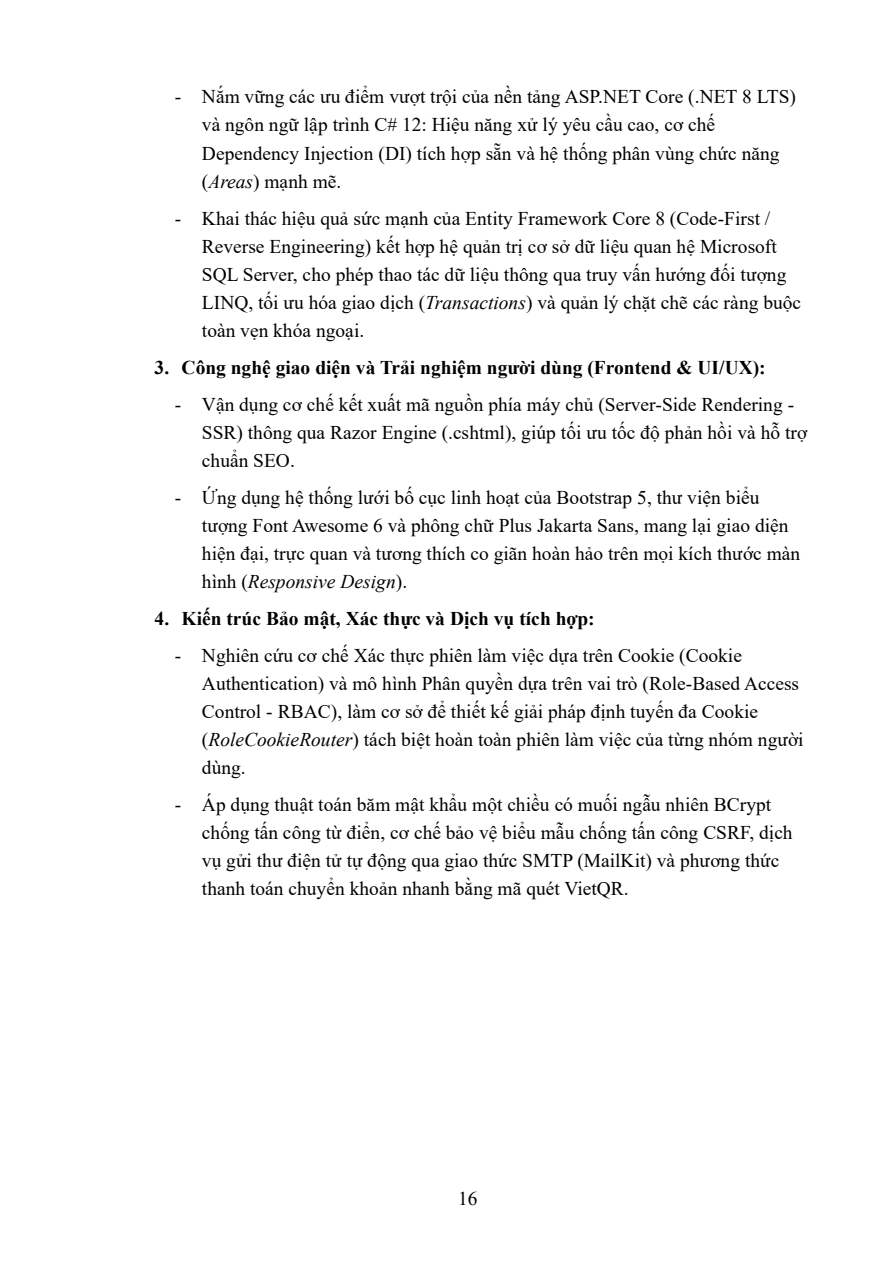 - Nắm vững các ưu điểm vượt trội của nền tảng ASP.NET Core (.NET 8 LTS)
và ngôn ngữ lập trình C# 12: Hiệu năng xử lý yêu cầu cao, cơ chế
Dependency Injection (DI) tích hợp sẵn và hệ thống phân vùng chức năng
(Areas) mạnh mẽ.
- Khai thác hiệu quả sức mạnh của Entity Framework Core 8 (Code-First /
Reverse Engineering) kết hợp hệ quản trị cơ sở dữ liệu quan hệ Microsoft
SQL Server, cho phép thao tác dữ liệu thông qua truy vấn hướng đối tượng
LINQ, tối ưu hóa giao dịch (Transactions) và quản lý chặt chẽ các ràng buộc
toàn vẹn khóa ngoại.
3. Công nghệ giao diện và Trải nghiệm người dùng (Frontend & UI/UX):
- Vận dụng cơ chế kết xuất mã nguồn phía máy chủ (Server-Side Rendering -
SSR) thông qua Razor Engine (.cshtml), giúp tối ưu tốc độ phản hồi và hỗ trợ
chuẩn SEO.
- Ứng dụng hệ thống lưới bố cục linh hoạt của Bootstrap 5, thư viện biểu
tượng Font Awesome 6 và phông chữ Plus Jakarta Sans, mang lại giao diện
hiện đại, trực quan và tương thích co giãn hoàn hảo trên mọi kích thước màn
hình (Responsive Design).
4. Kiến trúc Bảo mật, Xác thực và Dịch vụ tích hợp:
- Nghiên cứu cơ chế Xác thực phiên làm việc dựa trên Cookie (Cookie
Authentication) và mô hình Phân quyền dựa trên vai trò (Role-Based Access
Control - RBAC), làm cơ sở để thiết kế giải pháp định tuyến đa Cookie
(RoleCookieRouter) tách biệt hoàn toàn phiên làm việc của từng nhóm người
dùng.
- Áp dụng thuật toán băm mật khẩu một chiều có muối ngẫu nhiên BCrypt
chống tấn công từ điển, cơ chế bảo vệ biểu mẫu chống tấn công CSRF, dịch
vụ gửi thư điện tử tự động qua giao thức SMTP (MailKit) và phương thức
thanh toán chuyển khoản nhanh bằng mã quét VietQR.
16